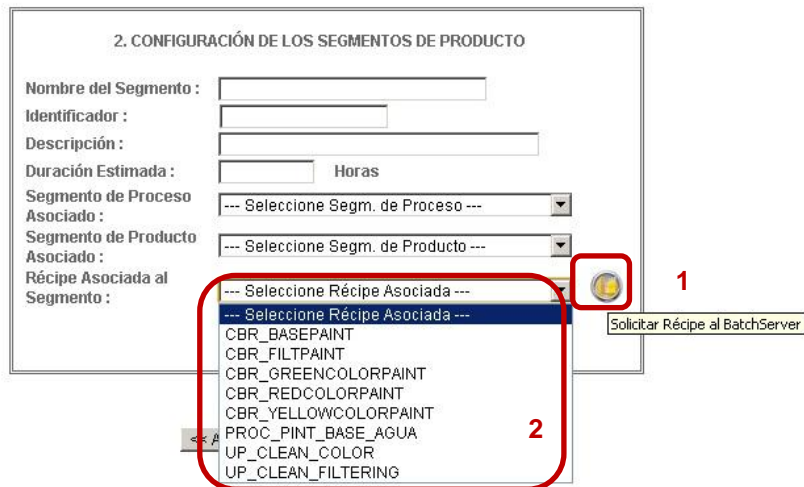 2. CONFIGURACIÓN DE LOS SEGMENTOS DE PRODUCTO
Nombre del Segmento :
Identificador :
Descripción :
Duración Estimada :
Horas
Segmento de Proceso
Asociado :
--- Seleccione Segm. de Proceso ---
Segmento de Producto
Asociado :
--- Seleccione Segm. de Producto ---
Récipe Asociada al
Segmento :
--- Seleccione Récipe Asociada ---
1
Solicitar Récipe al BatchServer
--- Seleccione Récipe Asociada ---
CBR_BASEPAINT
CBR_FILTPAINT
CBR_GREENCOLORPAINT
CBR_REDCOLORPAINT
CBR_YELLOWCOLORPAINT
PROC_PINT_BASE_AGUA
UP_CLEAN_COLOR
UP_CLEAN_FILTERING
2
<< A